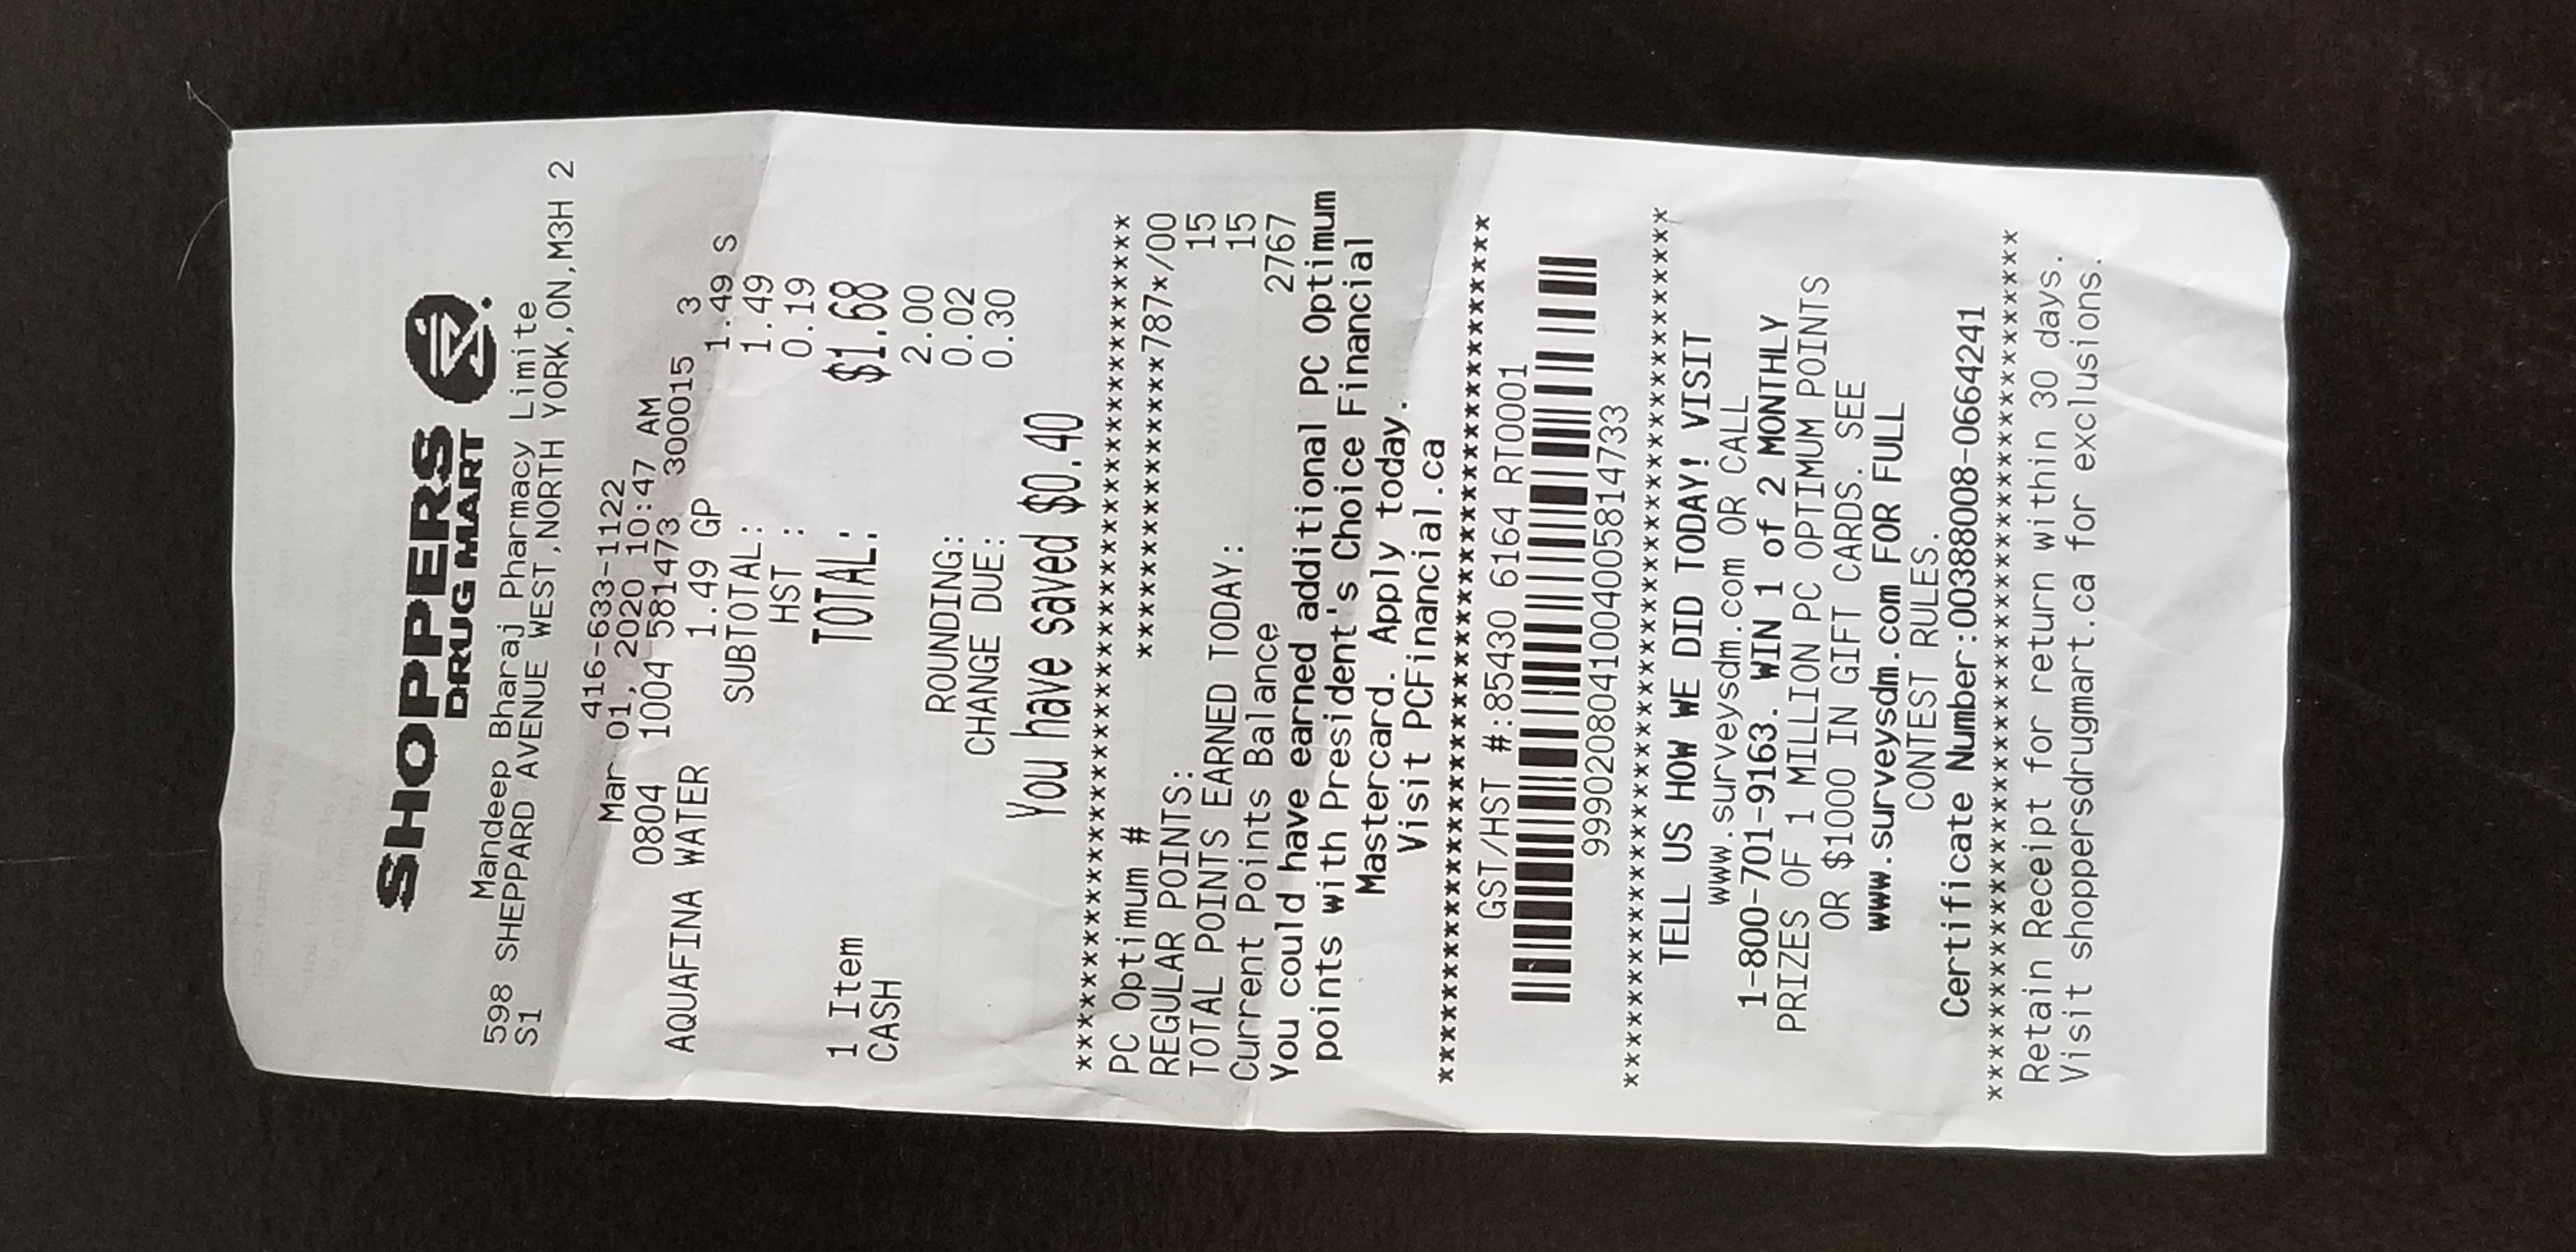 SHOPPERS
DRUG MART
Mandeep Bharaj Pharmacy Limite
598 SHEPPARD AVENUE WEST,NORTH YORK,ON,M3H 2
S1
416-633-1122
Mar 01, 2020 10:47 AM
0804 1004 581473 300015 3
AQUAFINA WATER 1.49 GP 1.49 S
SUBTOTAL: 1.49
HST : 0.19
TOTAL: $1.68
1 Item
CASH 2.00
ROUNDING: 0.02
CHANGE DUE: 0.30
You have saved $0.40
******************************************
PC Optimum # ***************787*/00
REGULAR POINTS: 15
TOTAL POINTS EARNED TODAY: 15
Current Points Balance 2767
You could have earned additional PC Optimum
points with President's Choice Financial
Mastercard. Apply today.
Visit PCFinancial.ca
******************************************
GST/HST #:85430 6164 RT0001
9990208041004005814733
******************************************
TELL US HOW WE DID TODAY! VISIT
www.surveysdm.com OR CALL
1-800-701-9163. WIN 1 of 2 MONTHLY
PRIZES OF 1 MILLION PC OPTIMUM POINTS
OR $1000 IN GIFT CARDS. SEE
www.surveysdm.com FOR FULL
CONTEST RULES.
Certificate Number:00388008-0664241
******************************************
Retain Receipt for return within 30 days.
Visit shoppersdrugmart.ca for exclusions.